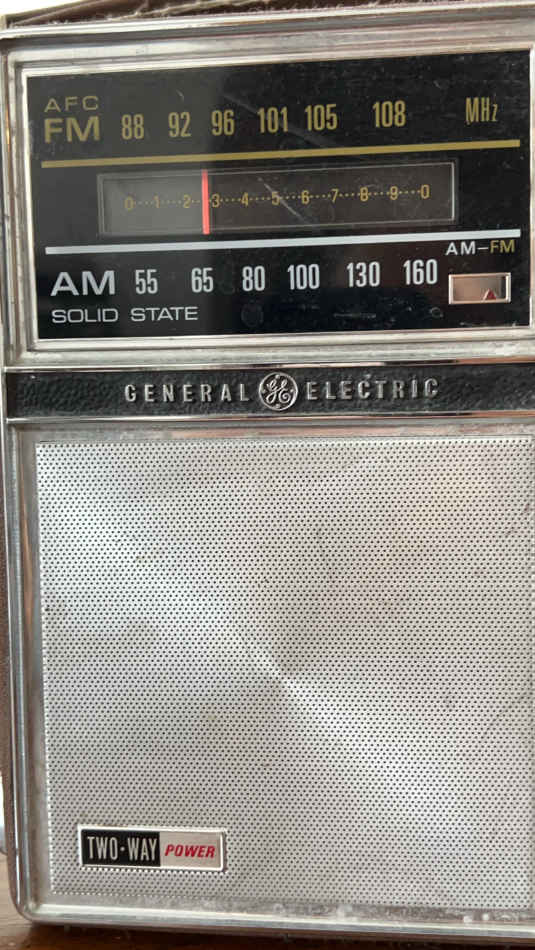 AFC
FM 88 92 96 101 105 108 MHz
0····1····2····3····4····5····6····7····8····9····0
AM-FM
AM 55 65 80 100 130 160
SOLID STATE
GENERAL GE ELECTRIC
TWO·WAY POWER